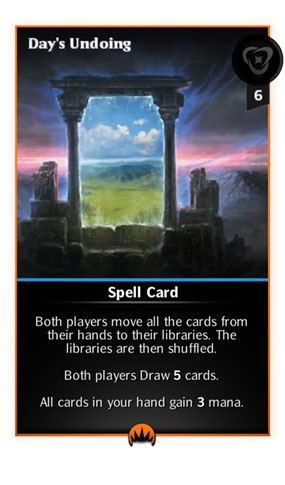 Day's Undoing
6
Spell Card
Both players move all the cards from
their hands to their libraries. The
libraries are then shuffled.
Both players Draw 5 cards.
All cards in your hand gain 3 mana.